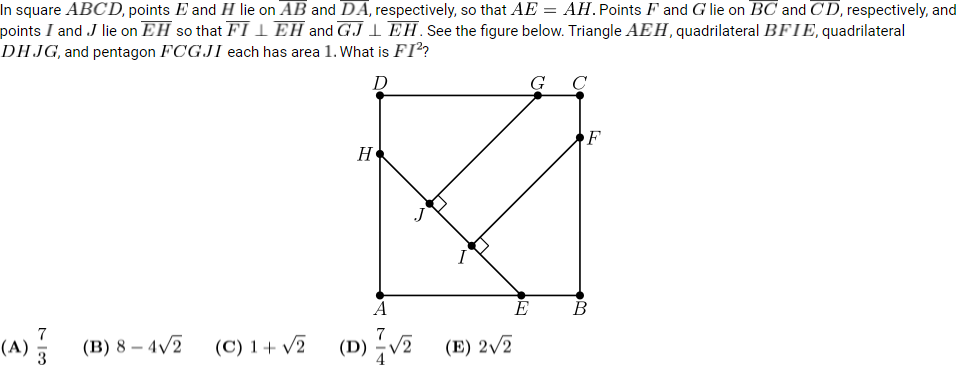 In square ABCD, points E and H lie on AB and DA, respectively, so that AE = AH. Points F and G lie on BC and CD, respectively, and
points I and J lie on EH so that FI ⊥ EH and GJ ⊥ EH. See the figure below. Triangle AEH, quadrilateral BFIE, quadrilateral
DHJG, and pentagon FCGJI each has area 1. What is FI²?
D G C
F
H
J
I
A E B
(A) 7/3 (B) 8 − 4√2 (C) 1 + √2 (D) 7/4 √2 (E) 2√2